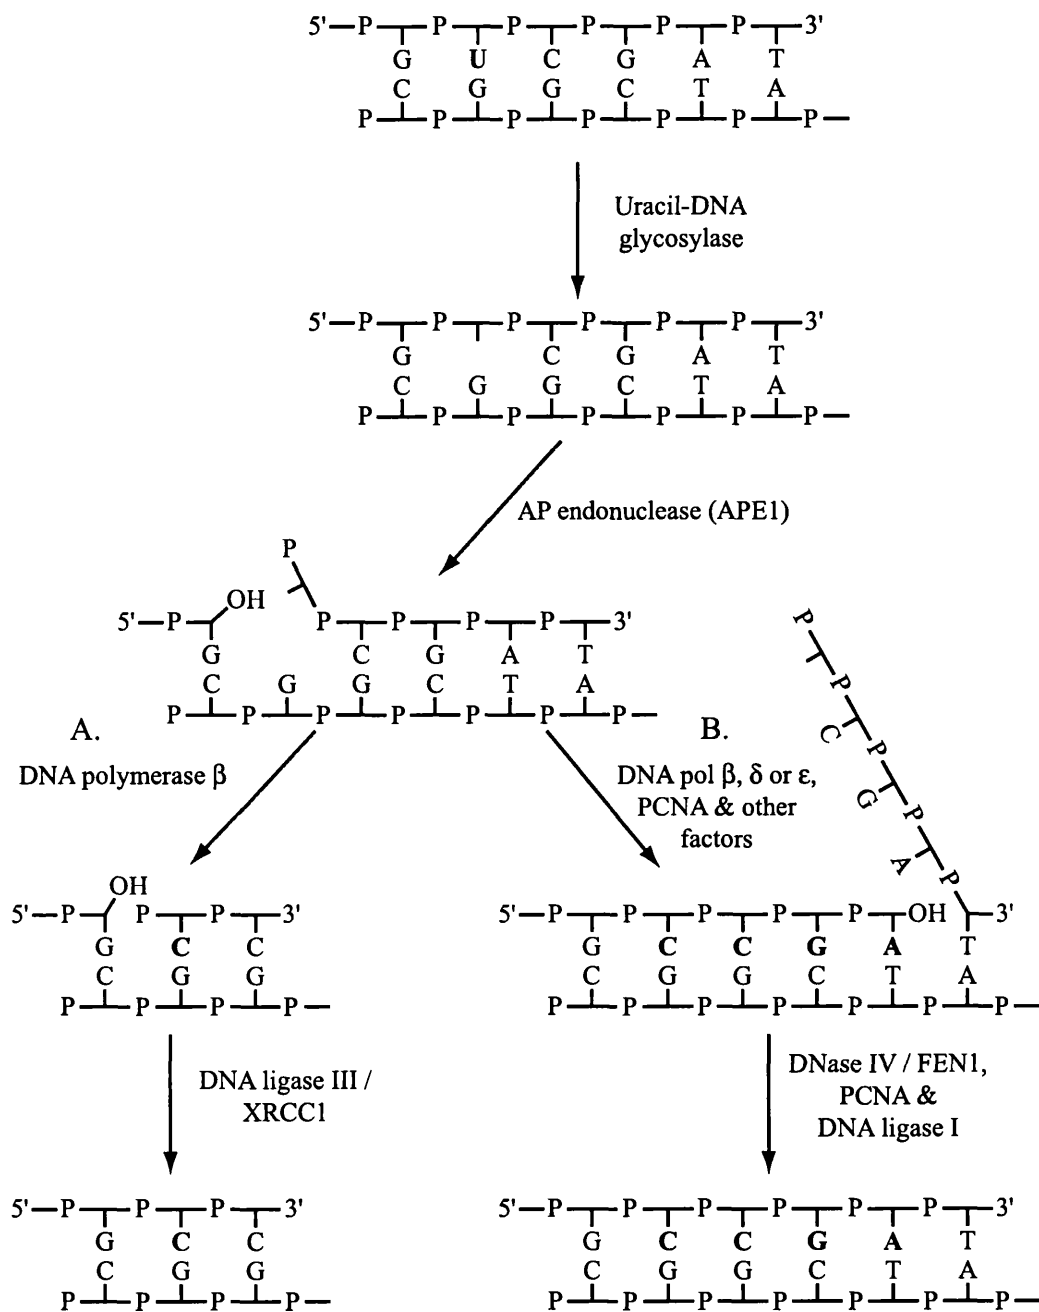 5' P P P P P P 3'
G U C G A T
C G G C T A
P P P P P P P
Uracil-DNA
glycosylase
5' P P P P P P 3'
G C G A T
C G G C T A
P P P P P P P
AP endonuclease (APE1)
P
OH
5' P P P P P 3'
G C G A T
C G G C T A
P P P P P P P
P
P
C
P
G
P
A
P
A.
DNA polymerase β
B.
DNA pol β, δ or ε,
PCNA & other
factors
OH
5' P P P 3'
G C C
C G G
P P P P
5' P P P P P OH 3'
G C C G A T
C G G C T A
P P P P P P P
DNA ligase III /
XRCC1
DNase IV / FEN1,
PCNA &
DNA ligase I
5' P P P 3'
G C C
C G G
P P P P
5' P P P P P P 3'
G C C G A T
C G G C T A
P P P P P P P